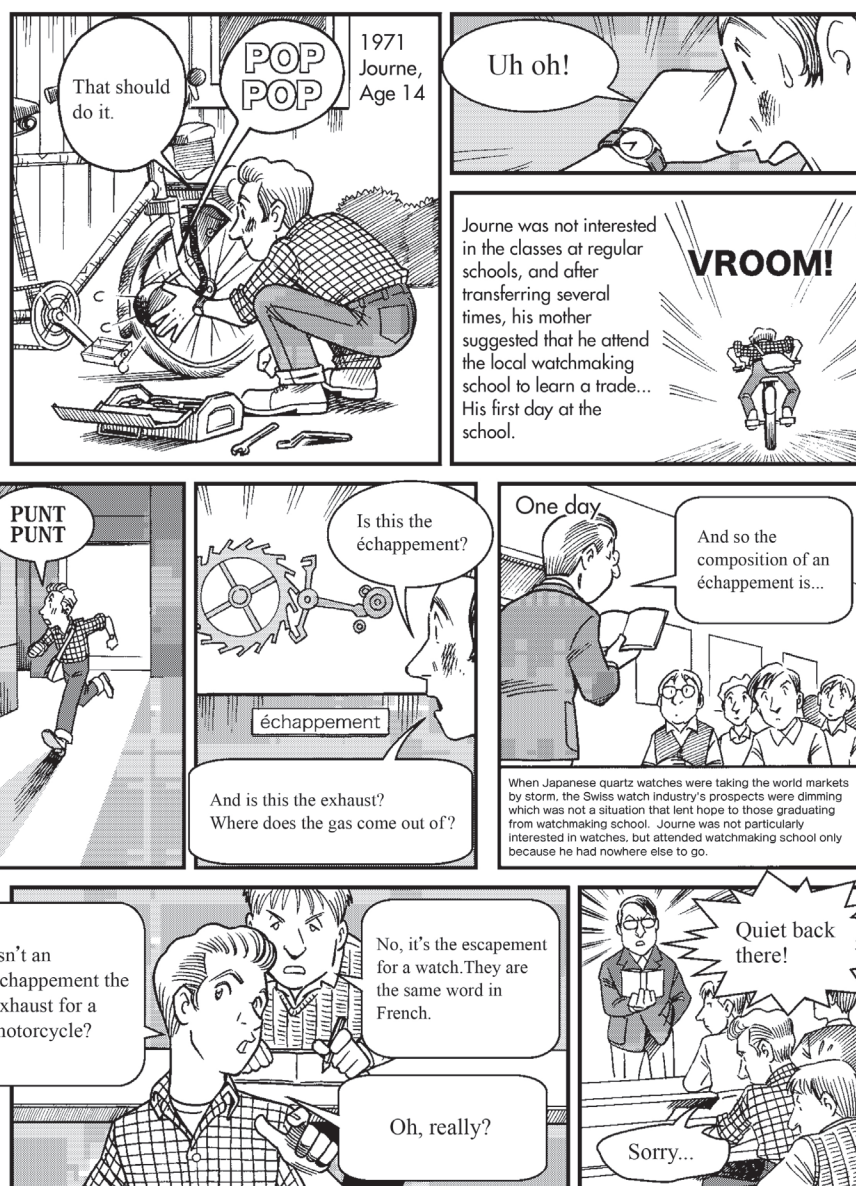 That should
do it.
POP
POP
1971
Journe,
Age 14
Uh oh!
Journe was not interested
in the classes at regular
schools, and after
transferring several
times, his mother
suggested that he attend
the local watchmaking
school to learn a trade...
His first day at the
school.
VROOM!
PUNT
PUNT
Is this the
échappement?
échappement
And is this the exhaust?
Where does the gas come out of?
One day
And so the
composition of an
échappement is...
When Japanese quartz watches were taking the world markets
by storm, the Swiss watch industry's prospects were dimming
which was not a situation that lent hope to those graduating
from watchmaking school. Journe was not particularly
interested in watches, but attended watchmaking school only
because he had nowhere else to go.
sn't an
chappement the
xhaust for a
notorcycle?
No, it's the escapement
for a watch.They are
the same word in
French.
Oh, really?
Quiet back
there!
Sorry...